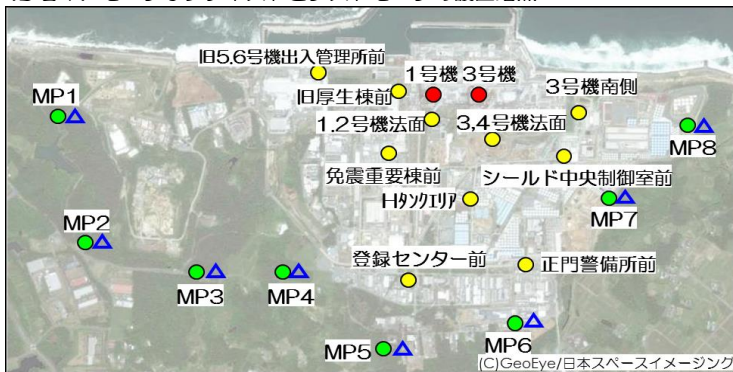 旧5.6号機出入管理所前
1号機 3号機
3号機南側
MP1
旧厚生棟前
1.2号機法面
3,4号機法面
MP8
免震重要棟前
シールド中央制御室前
Hタンクエリア
MP7
MP2
登録センター前
正門警備所前
MP3
MP4
MP5
MP6
(C)GeoEye/日本スペースイメージング